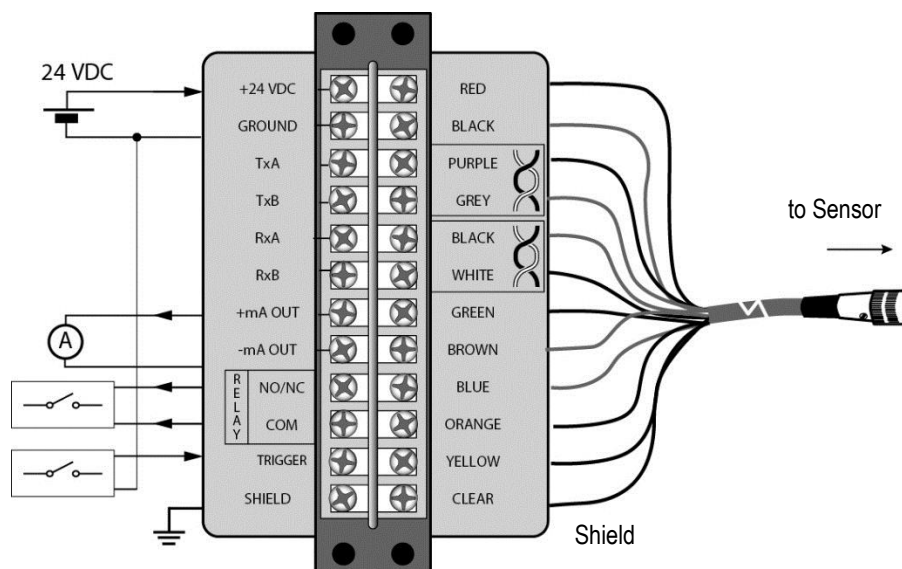 24 VDC
+24 VDC RED
GROUND BLACK
TxA PURPLE
TxB GREY
to Sensor
RxA BLACK
RxB WHITE
+mA OUT GREEN
A
-mA OUT BROWN
RELAY
NO/NC BLUE
COM ORANGE
TRIGGER YELLOW
SHIELD CLEAR
Shield